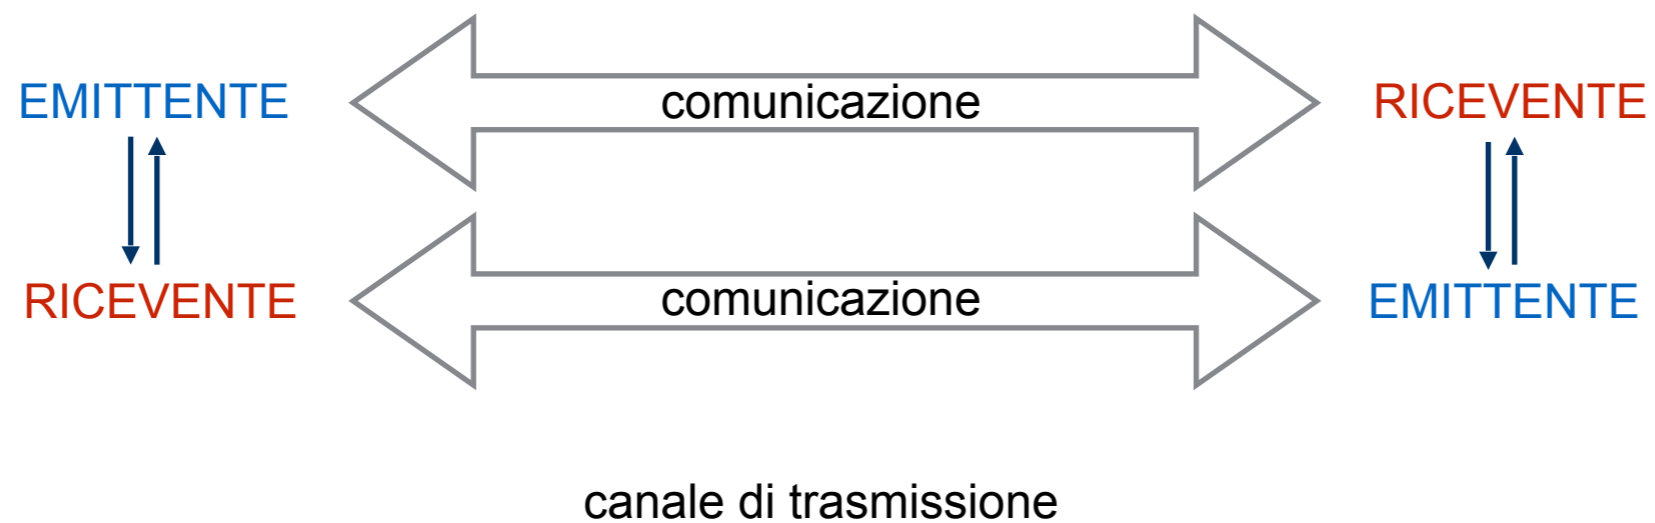 EMITTENTE
comunicazione
RICEVENTE
RICEVENTE
comunicazione
EMITTENTE
canale di trasmissione